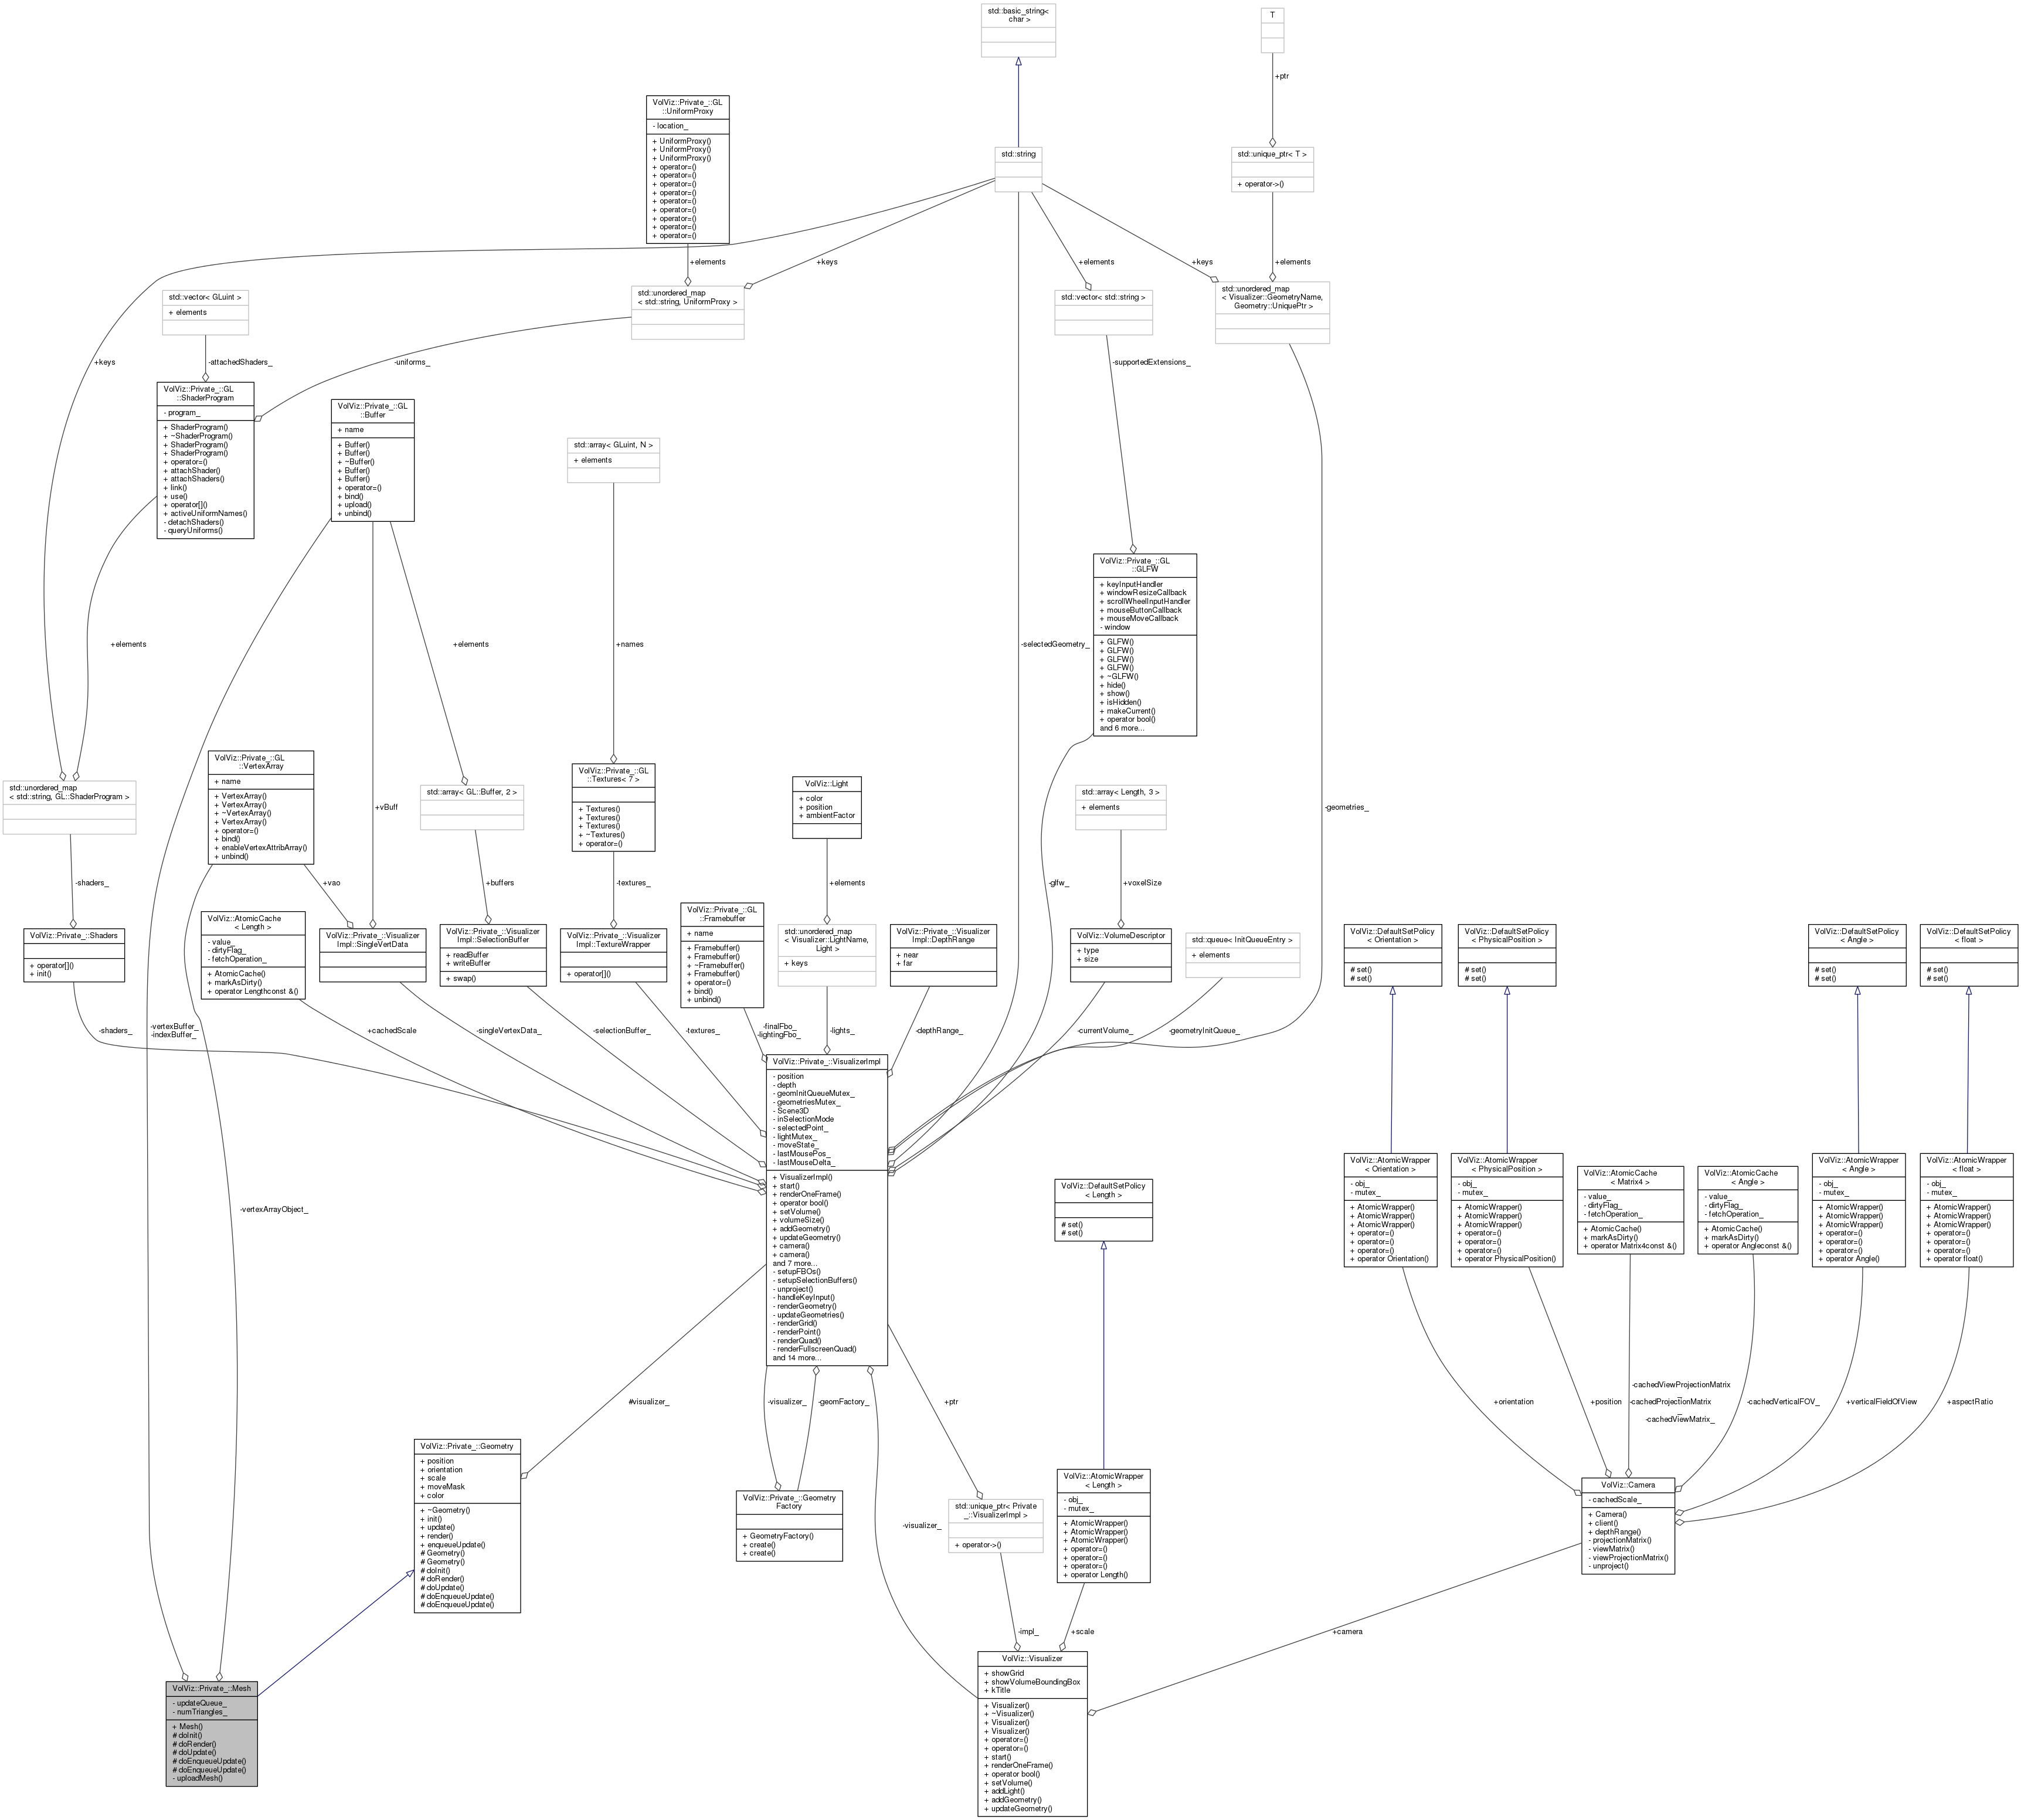 std::basic_string<
char >
T
+ptr
VolViz::Private_::GL
::UniformProxy
- location_
+ UniformProxy()
+ UniformProxy()
+ UniformProxy()
+ operator=()
+ operator=()
+ operator=()
+ operator=()
+ operator=()
+ operator=()
+ operator=()
+ operator=()
+ operator=()
std::string
std::unique_ptr< T >
+ operator->()
+elements
+keys
+elements
+keys
+elements
std::vector< GLuint >
+ elements
std::unordered_map
< std::string, UniformProxy >
std::vector< std::string >
std::unordered_map
< Visualizer::GeometryName,
Geometry::UniquePtr >
+keys
-attachedShaders_
-uniforms_
-supportedExtensions_
VolViz::Private_::GL
::ShaderProgram
- program_
+ ShaderProgram()
+ ~ShaderProgram()
+ ShaderProgram()
+ ShaderProgram()
+ operator=()
+ attachShader()
+ attachShaders()
+ link()
+ use()
+ operator[]()
+ activeUniformNames()
- detachShaders()
- queryUniforms()
VolViz::Private_::GL
::Buffer
+ name
+ Buffer()
+ Buffer()
+ ~Buffer()
+ Buffer()
+ Buffer()
+ operator=()
+ bind()
+ upload()
+ unbind()
std::array< GLuint, N >
+ elements
VolViz::Private_::GL
::GLFW
+ keyInputHandler
+ windowResizeCallback
+ scrollWheelInputHandler
+ mouseButtonCallback
+ mouseMoveCallback
- window
+ GLFW()
+ GLFW()
+ GLFW()
+ GLFW()
+ ~GLFW()
+ hide()
+ show()
+ isHidden()
+ makeCurrent()
+ operator bool()
and 6 more...
+elements
+elements
+names
-selectedGeometry_
std::unordered_map
< std::string, GL::ShaderProgram >
VolViz::Private_::GL
::VertexArray
+ name
+ VertexArray()
+ VertexArray()
+ ~VertexArray()
+ VertexArray()
+ operator=()
+ bind()
+ enableVertexAttribArray()
+ unbind()
+vBuff
std::array< GL::Buffer, 2 >
VolViz::Private_::GL
::Textures< 7 >
+ Textures()
+ Textures()
+ Textures()
+ ~Textures()
+ operator=()
VolViz::Light
+ color
+ position
+ ambientFactor
std::array< Length, 3 >
+ elements
-geometries_
-shaders_
+vao
+buffers
-textures_
+elements
-glfw_
+voxelSize
VolViz::Private_::Shaders
+ operator[]()
+ init()
VolViz::AtomicCache
< Length >
- value_
- dirtyFlag_
- fetchOperation_
+ AtomicCache()
+ markAsDirty()
+ operator Lengthconst &()
VolViz::Private_::Visualizer
Impl::SingleVertData
VolViz::Private_::Visualizer
Impl::SelectionBuffer
+ readBuffer
+ writeBuffer
+ swap()
VolViz::Private_::Visualizer
Impl::TextureWrapper
+ operator[]()
VolViz::Private_::GL
::Framebuffer
+ name
+ Framebuffer()
+ Framebuffer()
+ ~Framebuffer()
+ Framebuffer()
+ operator=()
+ bind()
+ unbind()
std::unordered_map
< Visualizer::LightName,
Light >
+ keys
VolViz::Private_::Visualizer
Impl::DepthRange
+ near
+ far
VolViz::VolumeDescriptor
+ type
+ size
std::queue< InitQueueEntry >
+ elements
VolViz::DefaultSetPolicy
< Orientation >
# set()
# set()
VolViz::DefaultSetPolicy
< PhysicalPosition >
# set()
# set()
VolViz::DefaultSetPolicy
< Angle >
# set()
# set()
VolViz::DefaultSetPolicy
< float >
# set()
# set()
-shaders_
-vertexBuffer_
-indexBuffer_
+cachedScale
-singleVertexData_
-selectionBuffer_
-textures_
-finalFbo_
-lightingFbo_
-lights_
-depthRange_
-currentVolume_
-geometryInitQueue_
VolViz::Private_::VisualizerImpl
- position
- depth
- geomInitQueueMutex_
- geometriesMutex_
- Scene3D
- inSelectionMode
- selectedPoint_
- lightMutex_
- moveState_
- lastMousePos_
- lastMouseDelta_
+ VisualizerImpl()
+ start()
+ renderOneFrame()
+ operator bool()
+ setVolume()
+ volumeSize()
+ addGeometry()
+ updateGeometry()
+ camera()
+ camera()
and 7 more...
- setupFBOs()
- setupSelectionBuffers()
- unproject()
- handleKeyInput()
- renderGeometry()
- updateGeometries()
- renderGrid()
- renderPoint()
- renderQuad()
- renderFullscreenQuad()
and 14 more...
-vertexArrayObject_
VolViz::DefaultSetPolicy
< Length >
# set()
# set()
VolViz::AtomicWrapper
< Orientation >
- obj_
- mutex_
+ AtomicWrapper()
+ AtomicWrapper()
+ AtomicWrapper()
+ operator=()
+ operator=()
+ operator=()
+ operator Orientation()
VolViz::AtomicWrapper
< PhysicalPosition >
- obj_
- mutex_
+ AtomicWrapper()
+ AtomicWrapper()
+ AtomicWrapper()
+ operator=()
+ operator=()
+ operator=()
+ operator PhysicalPosition()
VolViz::AtomicCache
< Matrix4 >
- value_
- dirtyFlag_
- fetchOperation_
+ AtomicCache()
+ markAsDirty()
+ operator Matrix4const &()
VolViz::AtomicCache
< Angle >
- value_
- dirtyFlag_
- fetchOperation_
+ AtomicCache()
+ markAsDirty()
+ operator Angleconst &()
VolViz::AtomicWrapper
< Angle >
- obj_
- mutex_
+ AtomicWrapper()
+ AtomicWrapper()
+ AtomicWrapper()
+ operator=()
+ operator=()
+ operator=()
+ operator Angle()
VolViz::AtomicWrapper
< float >
- obj_
- mutex_
+ AtomicWrapper()
+ AtomicWrapper()
+ AtomicWrapper()
+ operator=()
+ operator=()
+ operator=()
+ operator float()
#visualizer_
-visualizer_
-geomFactory_
+ptr
+orientation
+position
-cachedViewProjectionMatrix
_
-cachedProjectionMatrix
_
-cachedViewMatrix_
-cachedVerticalFOV_
+verticalFieldOfView
+aspectRatio
VolViz::Private_::Geometry
+ position
+ orientation
+ scale
+ moveMask
+ color
+ ~Geometry()
+ init()
+ update()
+ render()
+ enqueueUpdate()
# Geometry()
# Geometry()
# doInit()
# doRender()
# doUpdate()
# doEnqueueUpdate()
# doEnqueueUpdate()
VolViz::Private_::Geometry
Factory
+ GeometryFactory()
+ create()
+ create()
-visualizer_
std::unique_ptr< Private
_::VisualizerImpl >
+ operator->()
VolViz::AtomicWrapper
< Length >
- obj_
- mutex_
+ AtomicWrapper()
+ AtomicWrapper()
+ AtomicWrapper()
+ operator=()
+ operator=()
+ operator=()
+ operator Length()
VolViz::Camera
- cachedScale_
+ Camera()
+ client()
+ depthRange()
- projectionMatrix()
- viewMatrix()
- viewProjectionMatrix()
- unproject()
-impl_
+scale
+camera
VolViz::Private_::Mesh
- updateQueue_
- numTriangles_
+ Mesh()
# doInit()
# doRender()
# doUpdate()
# doEnqueueUpdate()
# doEnqueueUpdate()
- uploadMesh()
VolViz::Visualizer
+ showGrid
+ showVolumeBoundingBox
+ kTitle
+ Visualizer()
+ ~Visualizer()
+ Visualizer()
+ Visualizer()
+ operator=()
+ operator=()
+ start()
+ renderOneFrame()
+ operator bool()
+ setVolume()
+ addLight()
+ addGeometry()
+ updateGeometry()